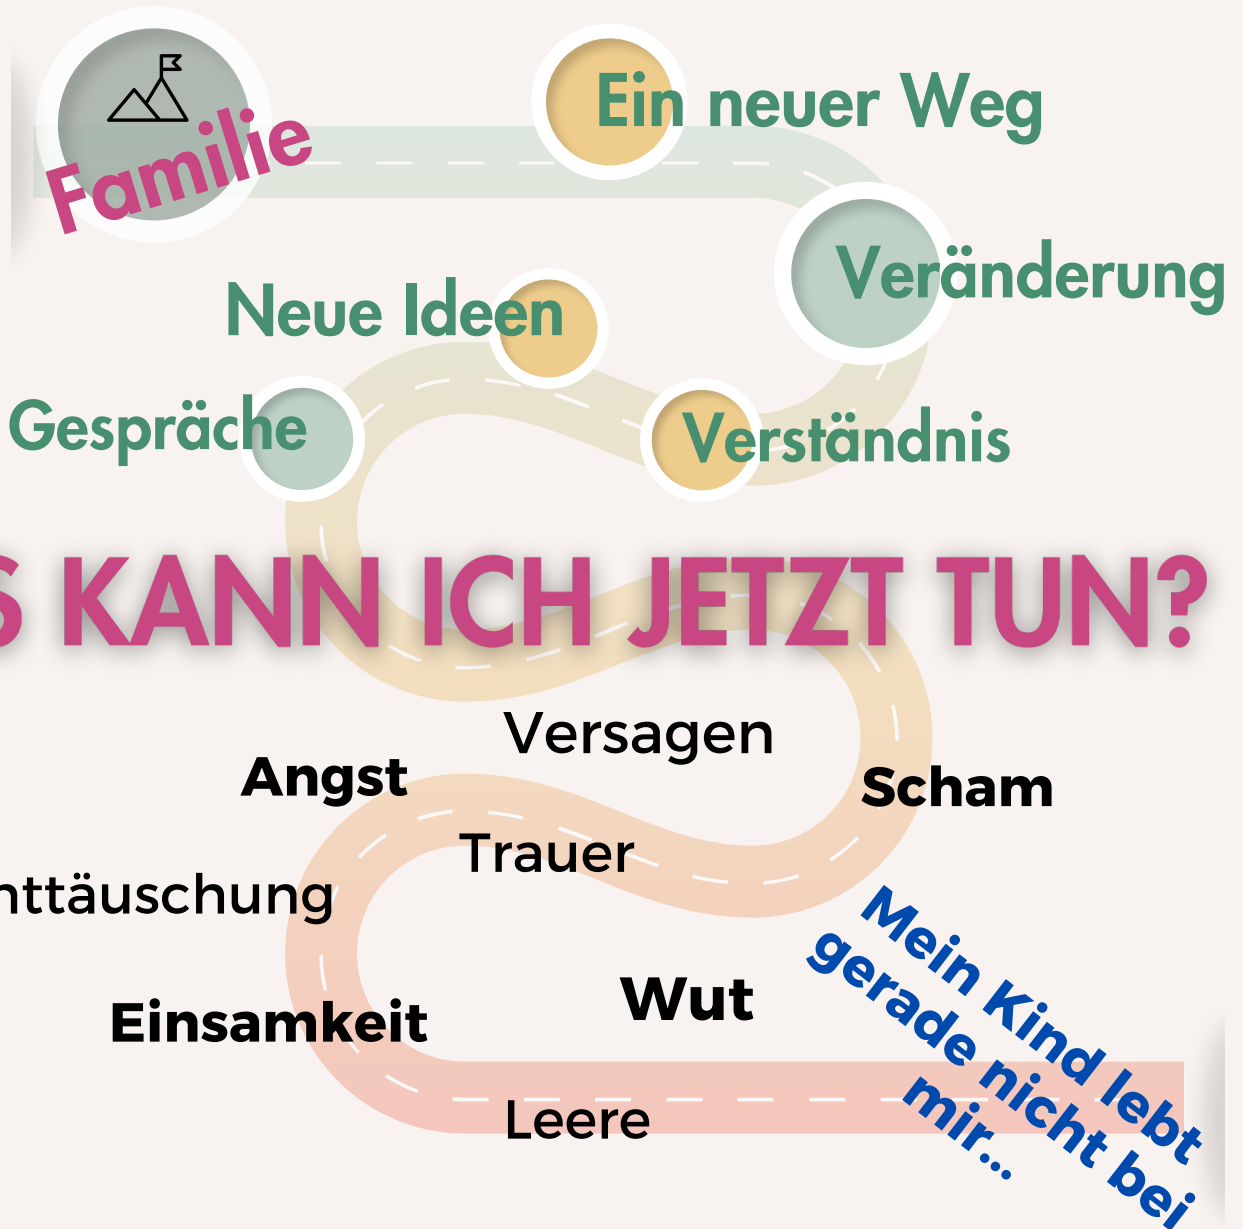 Familie
Ein neuer Weg
Veränderung
Neue Ideen
Gespräche
Verständnis
S KANN ICH JETZT TUN?
Versagen
Angst
Scham
Trauer
nttäuschung
Einsamkeit
Wut
Mein Kind lebt
gerade nicht bei
mir...
Leere